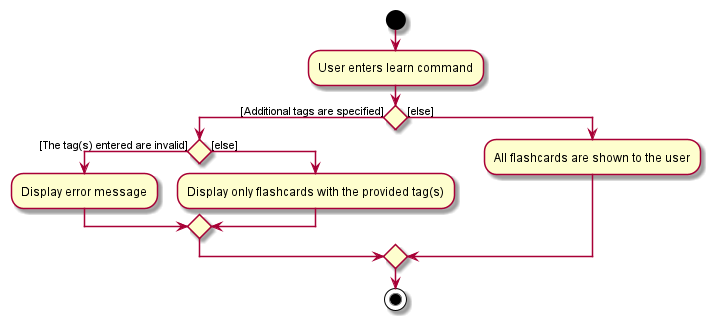 User enters learn command
[Additional tags are specified]
[else]
[The tag(s) entered are invalid]
[else]
All flashcards are shown to the user
Display error message
Display only flashcards with the provided tag(s)